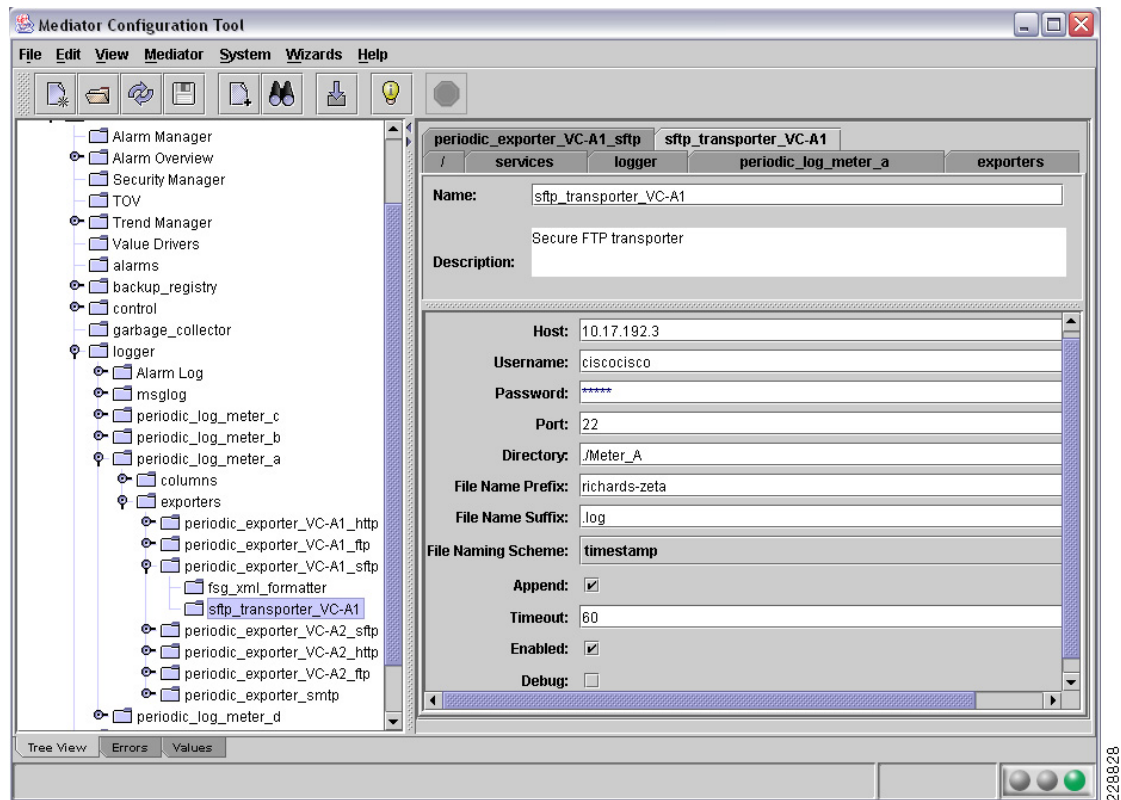 Mediator Configuration Tool
File Edit View Mediator System Wizards Help
Alarm Manager
Alarm Overview
Security Manager
TOV
Trend Manager
Value Drivers
alarms
backup_registry
control
garbage_collector
logger
Alarm Log
msglog
periodic_log_meter_c
periodic_log_meter_b
periodic_log_meter_a
columns
exporters
periodic_exporter_VC-A1_http
periodic_exporter_VC-A1_ftp
periodic_exporter_VC-A1_sftp
fsg_xml_formatter
sftp_transporter_VC-A1
periodic_exporter_VC-A2_sftp
periodic_exporter_VC-A2_http
periodic_exporter_VC-A2_ftp
periodic_exporter_smtp
periodic_log_meter_d
periodic_exporter_VC-A1_sftp sftp_transporter_VC-A1
/ services logger periodic_log_meter_a exporters
Name: sftp_transporter_VC-A1
Description: Secure FTP transporter
Host: 10.17.192.3
Username: ciscocisco
Password: *****
Port: 22
Directory: ./Meter_A
File Name Prefix: richards-zeta
File Name Suffix: .log
File Naming Scheme: timestamp
Append:
Timeout: 60
Enabled:
Debug:
Tree View Errors Values
228828